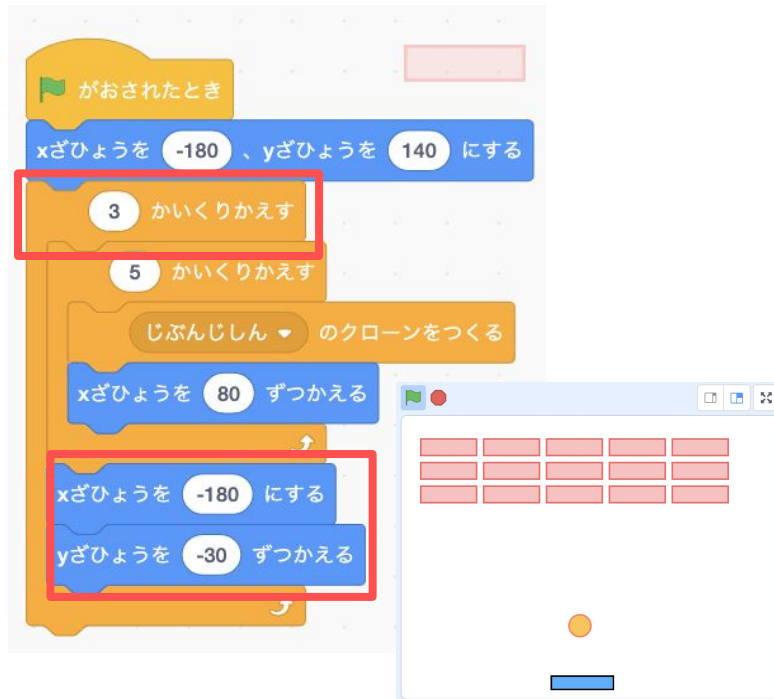 がおされたとき
xざひょうを -180 、yざひょうを 140 にする
3 かいくりかえす
5 かいくりかえす
じぶんじしん のクローンをつくる
xざひょうを 80 ずつかえる
xざひょうを -180 にする
yざひょうを -30 ずつかえる